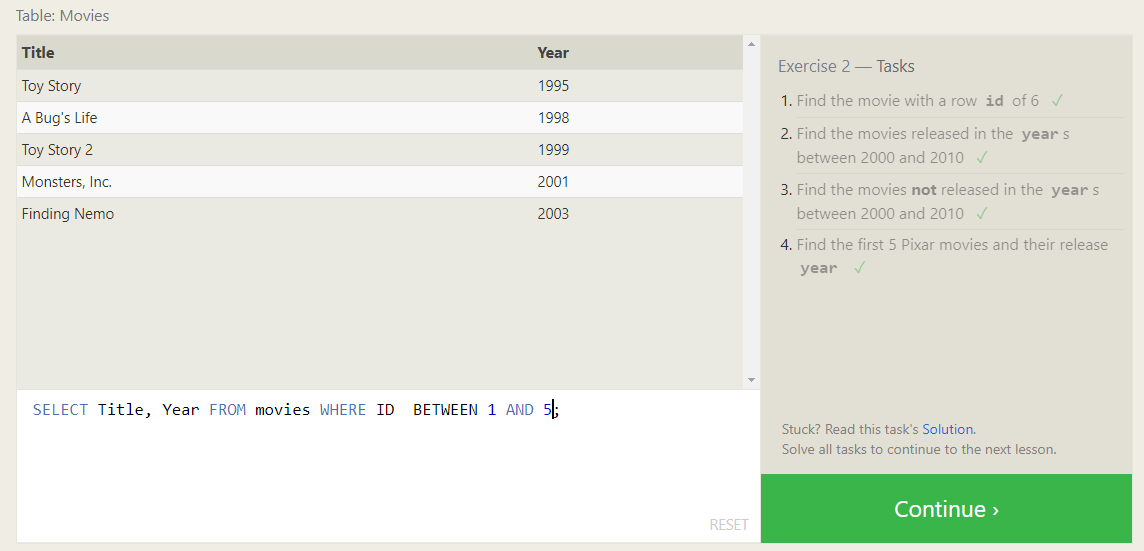 Table: Movies
Title Year
Toy Story 1995
A Bug's Life 1998
Toy Story 2 1999
Monsters, Inc. 2001
Finding Nemo 2003
SELECT Title, Year FROM movies WHERE ID  BETWEEN 1 AND 5;
RESET
Exercise 2 — Tasks
1. Find the movie with a row id of 6 ✓
2. Find the movies released in the year s
between 2000 and 2010 ✓
3. Find the movies not released in the year s
between 2000 and 2010 ✓
4. Find the first 5 Pixar movies and their release
year ✓
Stuck? Read this task's Solution.
Solve all tasks to continue to the next lesson.
Continue ›